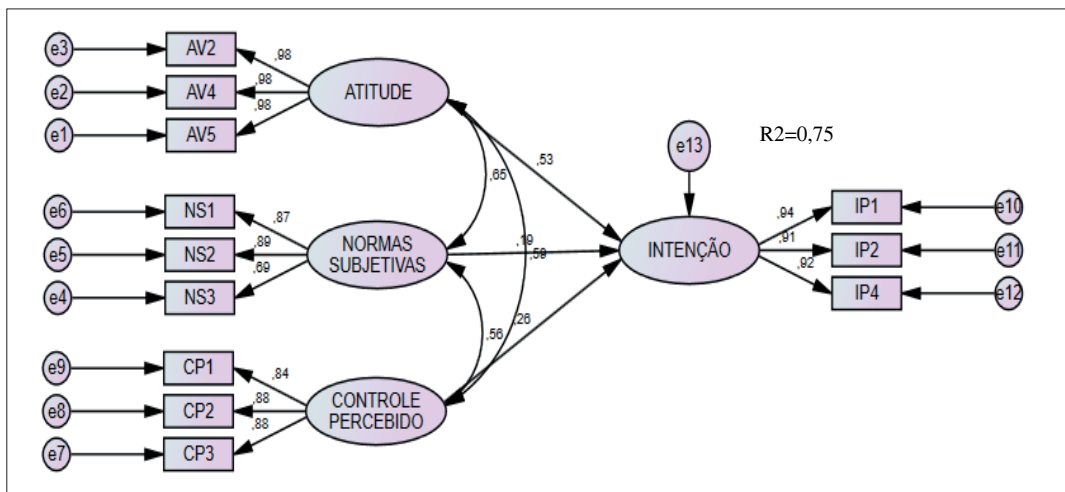 e3
AV2
,98
e2
AV4
,98
e1
AV5
,98
ATITUDE
e13
R2=0,75
,53
,65
e6
NS1
,87
e5
NS2
,89
e4
NS3
,69
NORMAS
SUBJETIVAS
,19
,59
INTENÇÃO
,94
IP1
e10
,91
IP2
e11
,92
IP4
e12
,56
,26
e9
CP1
,84
e8
CP2
,88
e7
CP3
,88
CONTROLE
PERCEBIDO